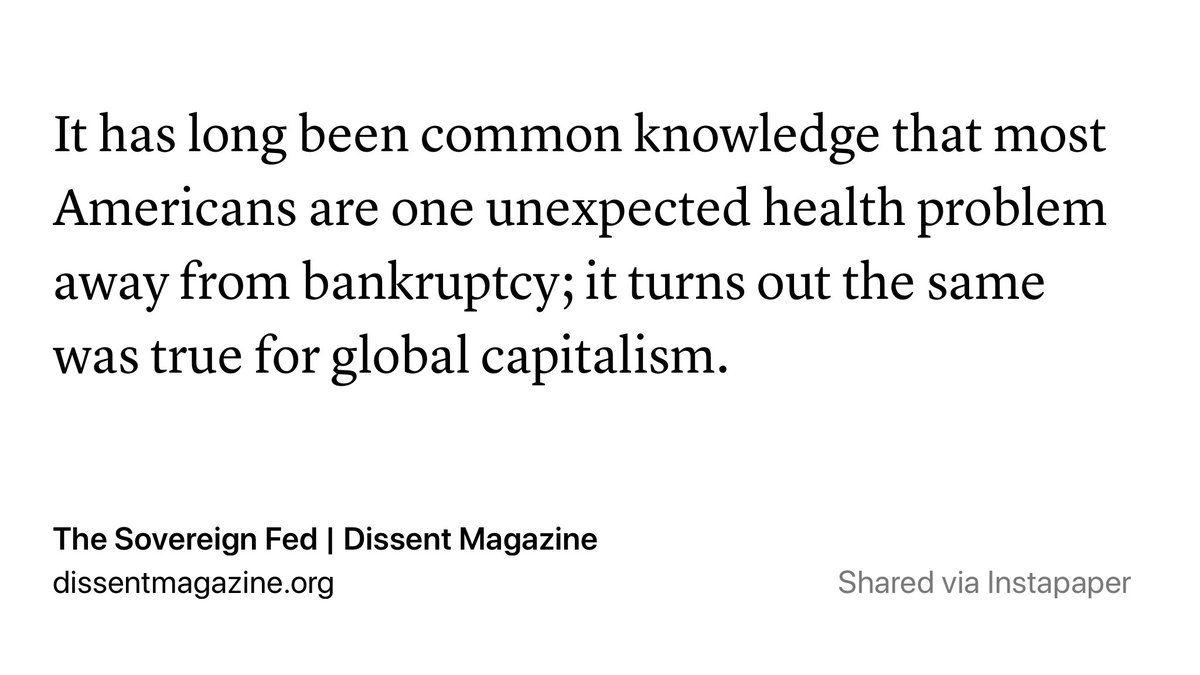 It has long been common knowledge that most
Americans are one unexpected health problem
away from bankruptcy; it turns out the same
was true for global capitalism.
The Sovereign Fed | Dissent Magazine
dissentmagazine.org
Shared via Instapaper